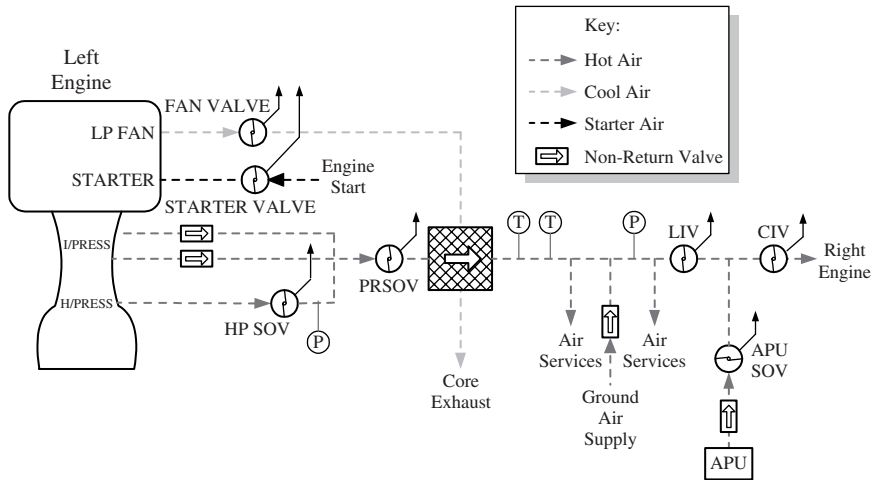 Key:
Hot Air
Cool Air
Starter Air
Non-Return Valve
Left
Engine
FAN VALVE
LP FAN
STARTER
Engine
Start
STARTER VALVE
I/PRESS
H/PRESS
HP SOV
P
PRSOV
T
T
P
LIV
CIV
Right
Engine
Air
Services
Air
Services
Core
Exhaust
Ground
Air
Supply
APU
SOV
APU